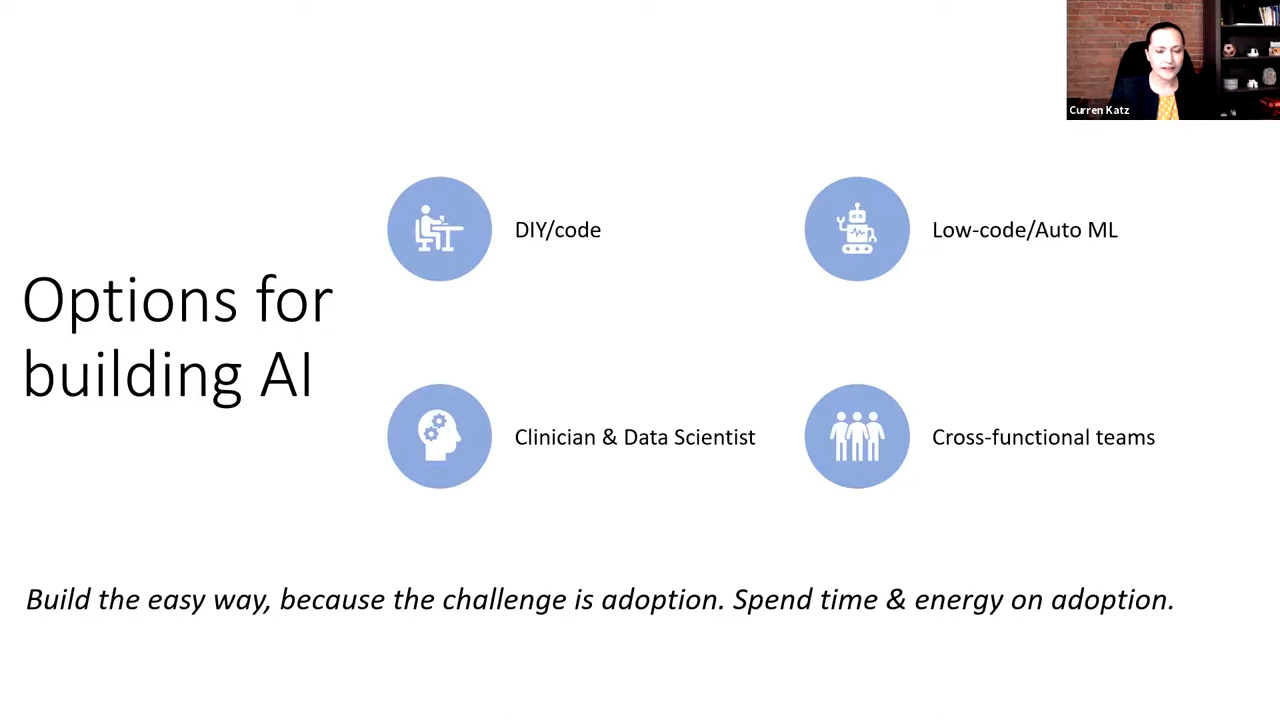 Curren Katz
Options for
building AI
DIY/code
Low-code/Auto ML
Clinician & Data Scientist
Cross-functional teams
Build the easy way, because the challenge is adoption. Spend time & energy on adoption.